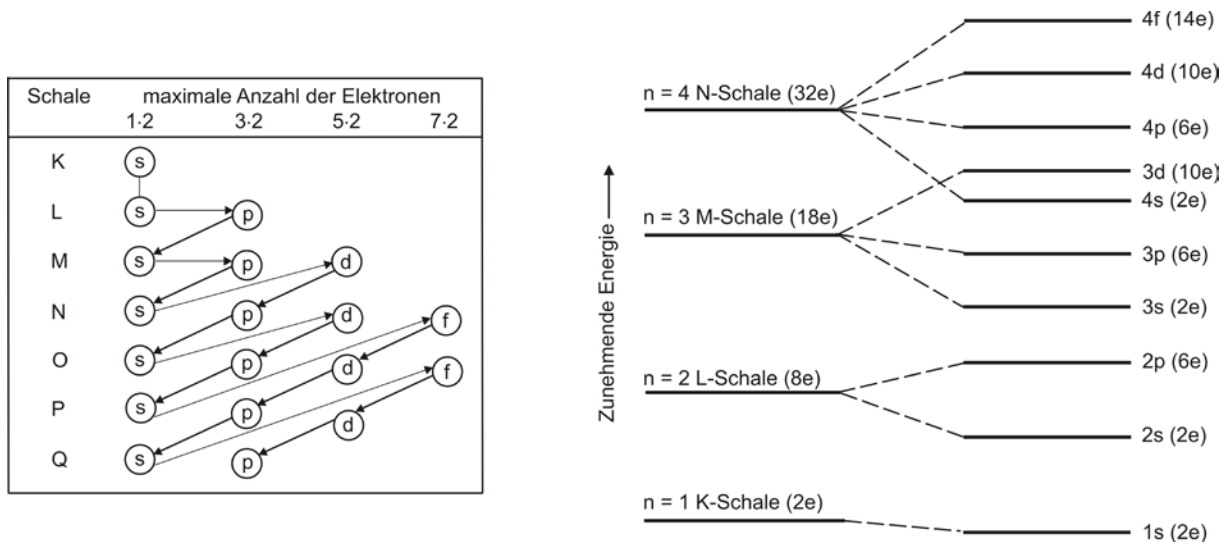 Schale maximale Anzahl der Elektronen
1·2 3·2 5·2 7·2
K s
L s p
M s p d
N s p d f
O s p d f
P s p d
Q s p
Zunehmende Energie
n = 4 N-Schale (32e)
n = 3 M-Schale (18e)
n = 2 L-Schale (8e)
n = 1 K-Schale (2e)
4f (14e)
4d (10e)
4p (6e)
3d (10e)
4s (2e)
3p (6e)
3s (2e)
2p (6e)
2s (2e)
1s (2e)